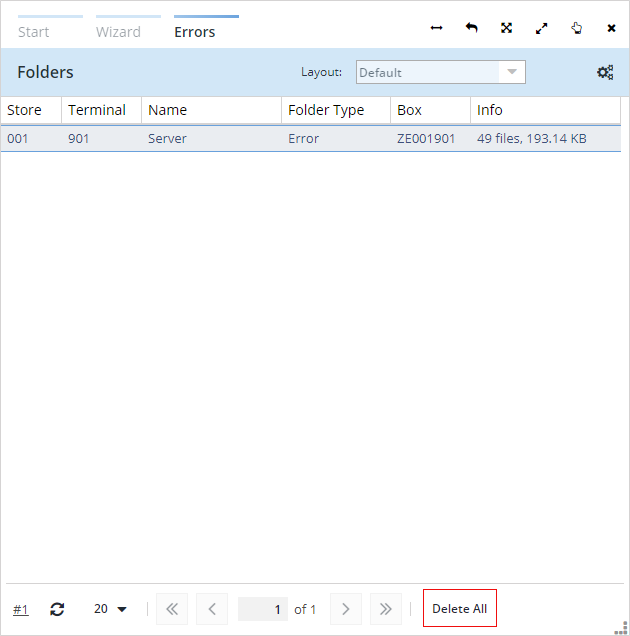 Start Wizard Errors
Folders Layout: Default
Store Terminal Name Folder Type Box Info
001 901 Server Error ZE001901 49 files, 193.14 KB
#1 20 1 of 1 Delete All